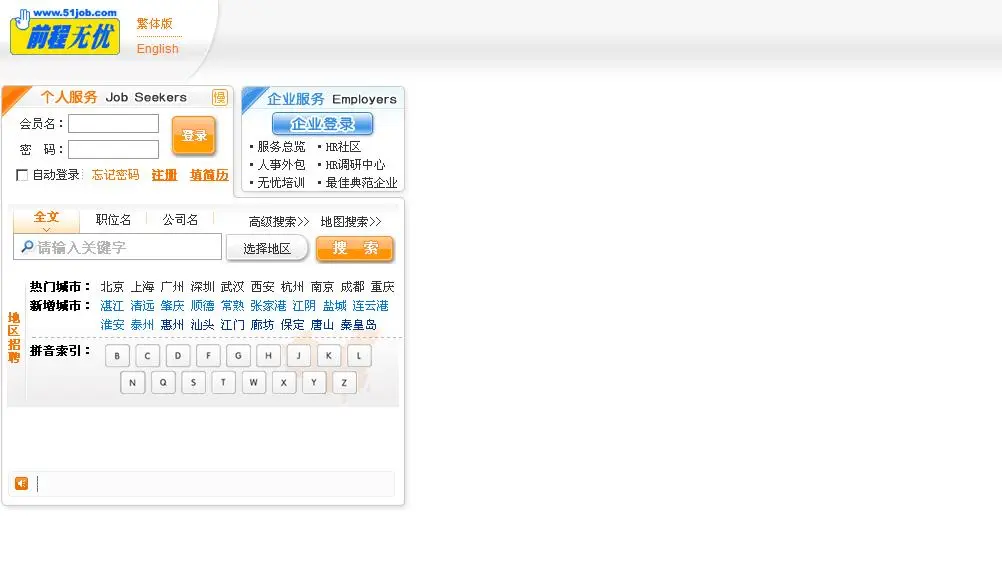 www.51job.com
前程无忧
繁体版
English
个人服务 Job Seekers 慢
会员名：
密 码：
登录
自动登录 忘记密码 注册 填简历
企业服务 Employers
企业登录
服务总览 HR社区
人事外包 HR调研中心
无忧培训 最佳典范企业
全文 职位名 公司名 高级搜索>> 地图搜索>>
请输入关键字 选择地区 搜 索
地区招聘
热门城市： 北京 上海 广州 深圳 武汉 西安 杭州 南京 成都 重庆
新增城市： 湛江 清远 肇庆 顺德 常熟 张家港 江阴 盐城 连云港
淮安 泰州 惠州 汕头 江门 廊坊 保定 唐山 秦皇岛
拼音索引： B C D F G H J K L
N Q S T W X Y Z